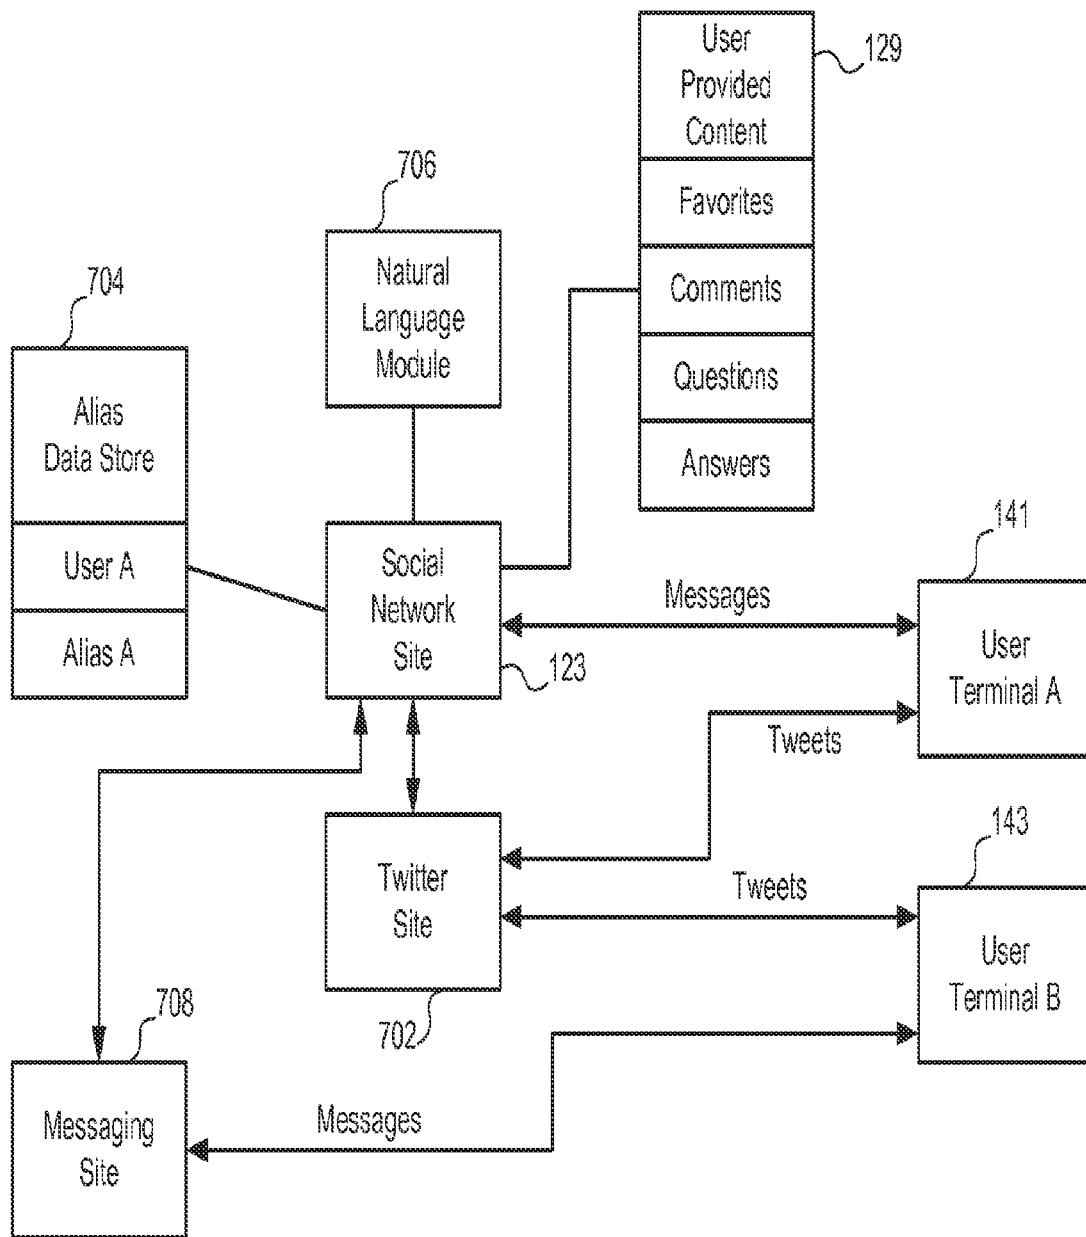 User
Provided
Content
129
Favorites
Comments
Questions
Answers
706
Natural
Language
Module
704
Alias
Data Store
User A
Alias A
Social
Network
Site
123
Messages
141
User
Terminal A
Tweets
Twitter
Site
702
Tweets
143
User
Terminal B
708
Messaging
Site
Messages